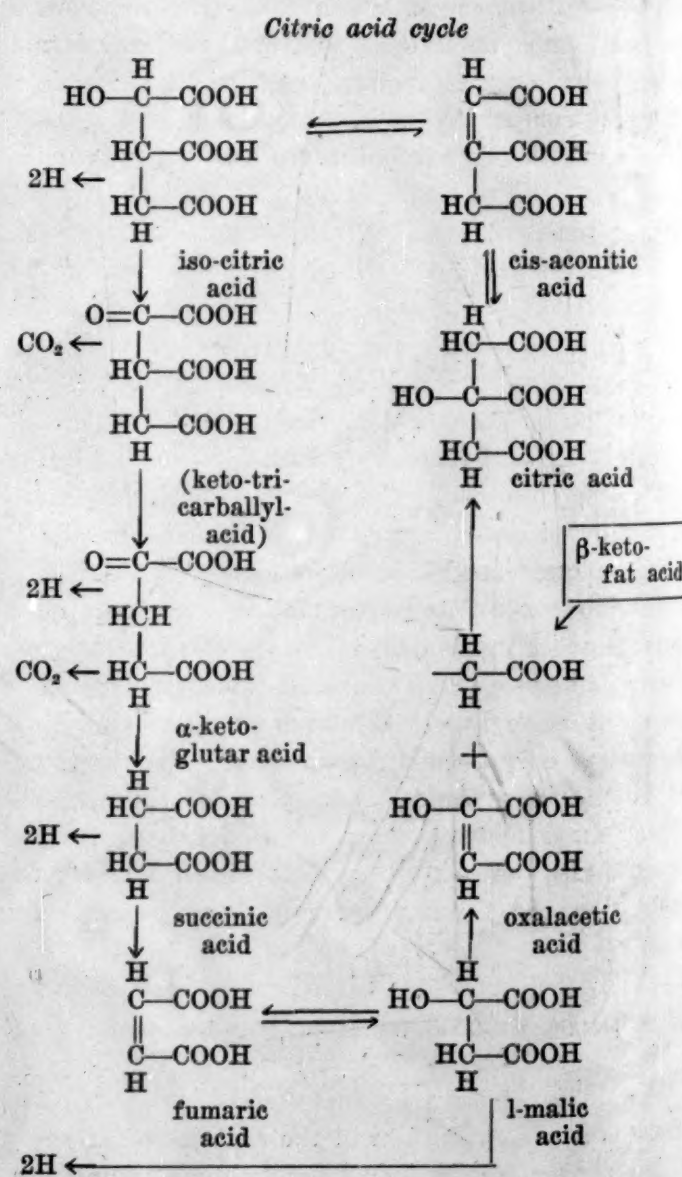 Citric acid cycle
H
HO—C—COOH
HC—COOH
2H ←
HC—COOH
H
iso-citric
acid
O=C—COOH
CO₂ ←
HC—COOH
HC—COOH
H
(keto-tri-
carballyl-
acid)
O=C—COOH
2H ←
HCH
CO₂ ← HC—COOH
H
α-keto-
glutar acid
H
HC—COOH
2H ←
HC—COOH
H
succinic
acid
H
C—COOH
C—COOH
H
fumaric
acid
H
C—COOH
C—COOH
HC—COOH
H
cis-aconitic
acid
H
HC—COOH
HO—C—COOH
HC—COOH
H
citric acid
β-keto-
fat acid
H
—C—COOH
H
+
HO—C—COOH
C—COOH
H
oxalacetic
acid
H
HO—C—COOH
HC—COOH
H
l-malic
acid
2H ←